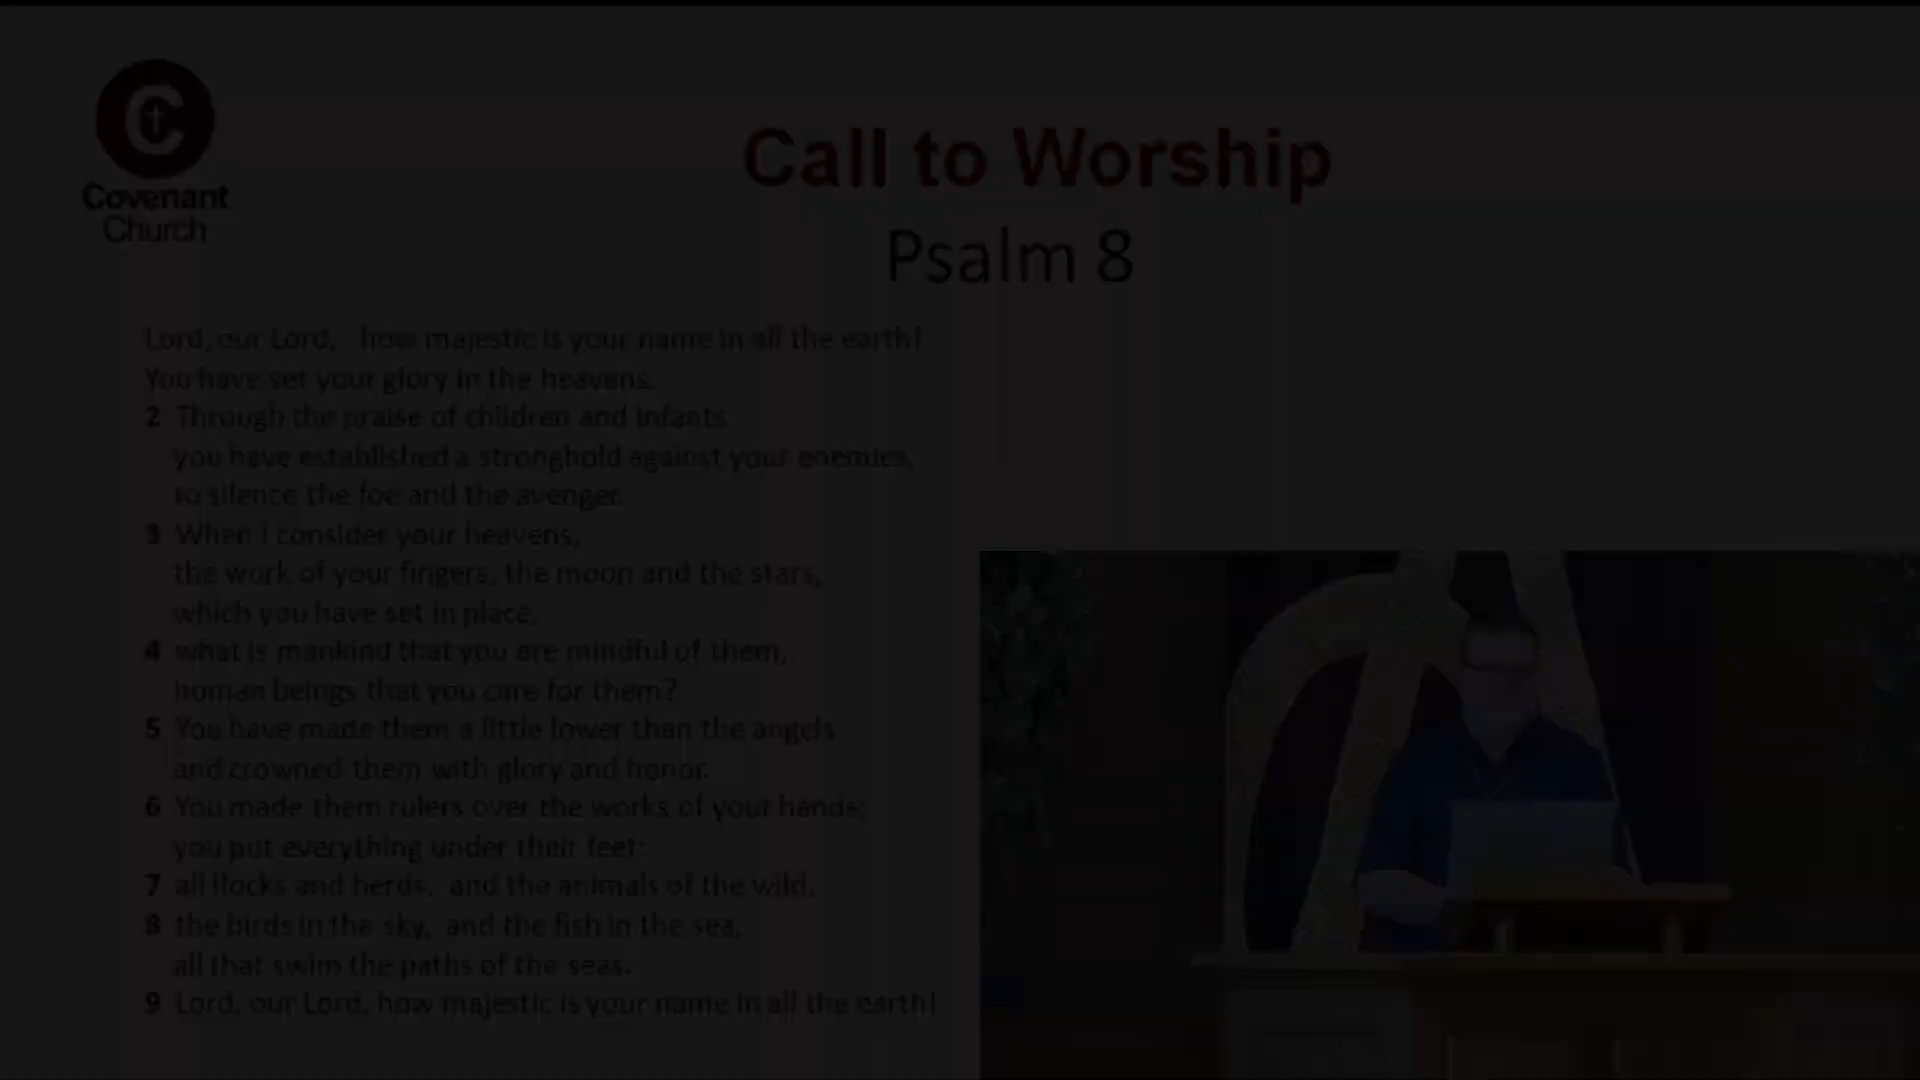 Covenant
Church
Call to Worship
Psalm 8
Lord, our Lord, how majestic is your name in all the earth!
You have set your glory in the heavens.
2 Through the praise of children and infants
you have established a stronghold against your enemies,
to silence the foe and the avenger.
3 When I consider your heavens,
the work of your fingers, the moon and the stars,
which you have set in place,
4 what is mankind that you are mindful of them,
human beings that you care for them?
5 You have made them a little lower than the angels
and crowned them with glory and honor.
6 You made them rulers over the works of your hands;
you put everything under their feet:
7 all flocks and herds, and the animals of the wild,
8 the birds in the sky, and the fish in the sea,
all that swim the paths of the seas.
9 Lord, our Lord, how majestic is your name in all the earth!